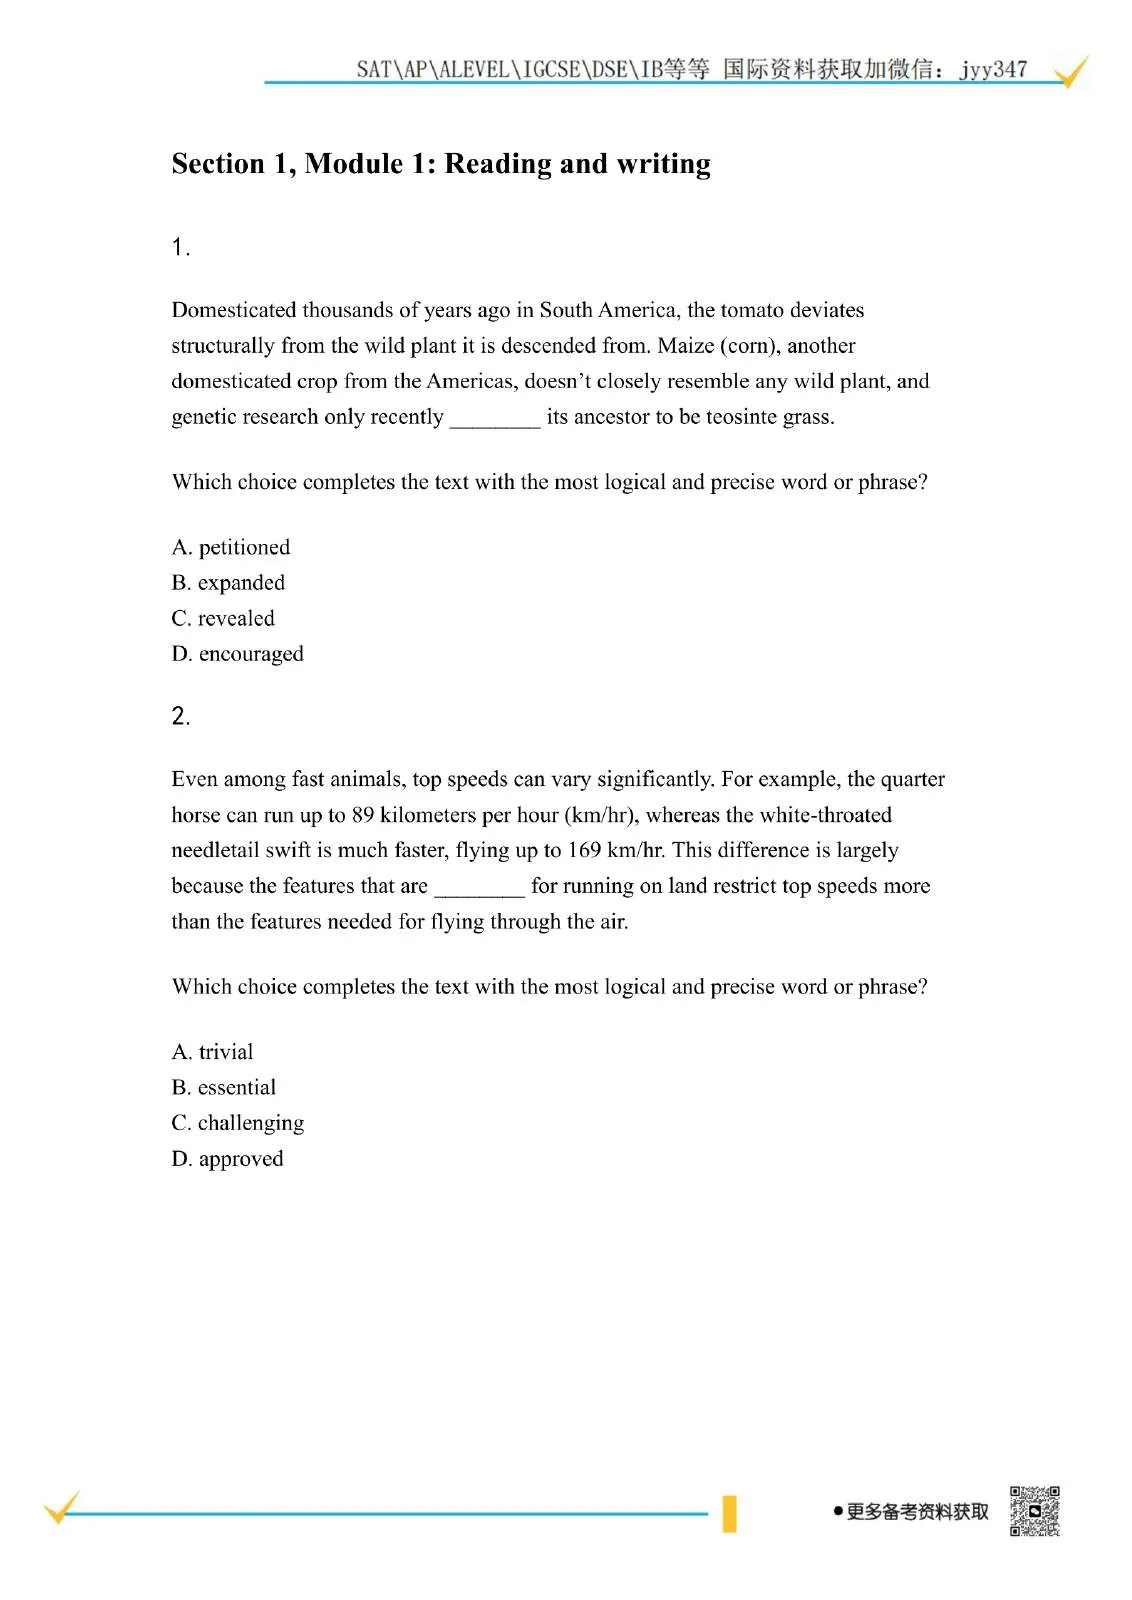 SAT\AP\ALEVEL\IGCSE\DSE\IB等等 国际资料获取加微信：jyy347
Section 1, Module 1: Reading and writing
1.
Domesticated thousands of years ago in South America, the tomato deviates
structurally from the wild plant it is descended from. Maize (corn), another
domesticated crop from the Americas, doesn’t closely resemble any wild plant, and
genetic research only recently ________ its ancestor to be teosinte grass.
Which choice completes the text with the most logical and precise word or phrase?
A. petitioned
B. expanded
C. revealed
D. encouraged
2.
Even among fast animals, top speeds can vary significantly. For example, the quarter
horse can run up to 89 kilometers per hour (km/hr), whereas the white-throated
needletail swift is much faster, flying up to 169 km/hr. This difference is largely
because the features that are ________ for running on land restrict top speeds more
than the features needed for flying through the air.
Which choice completes the text with the most logical and precise word or phrase?
A. trivial
B. essential
C. challenging
D. approved
●更多备考资料获取